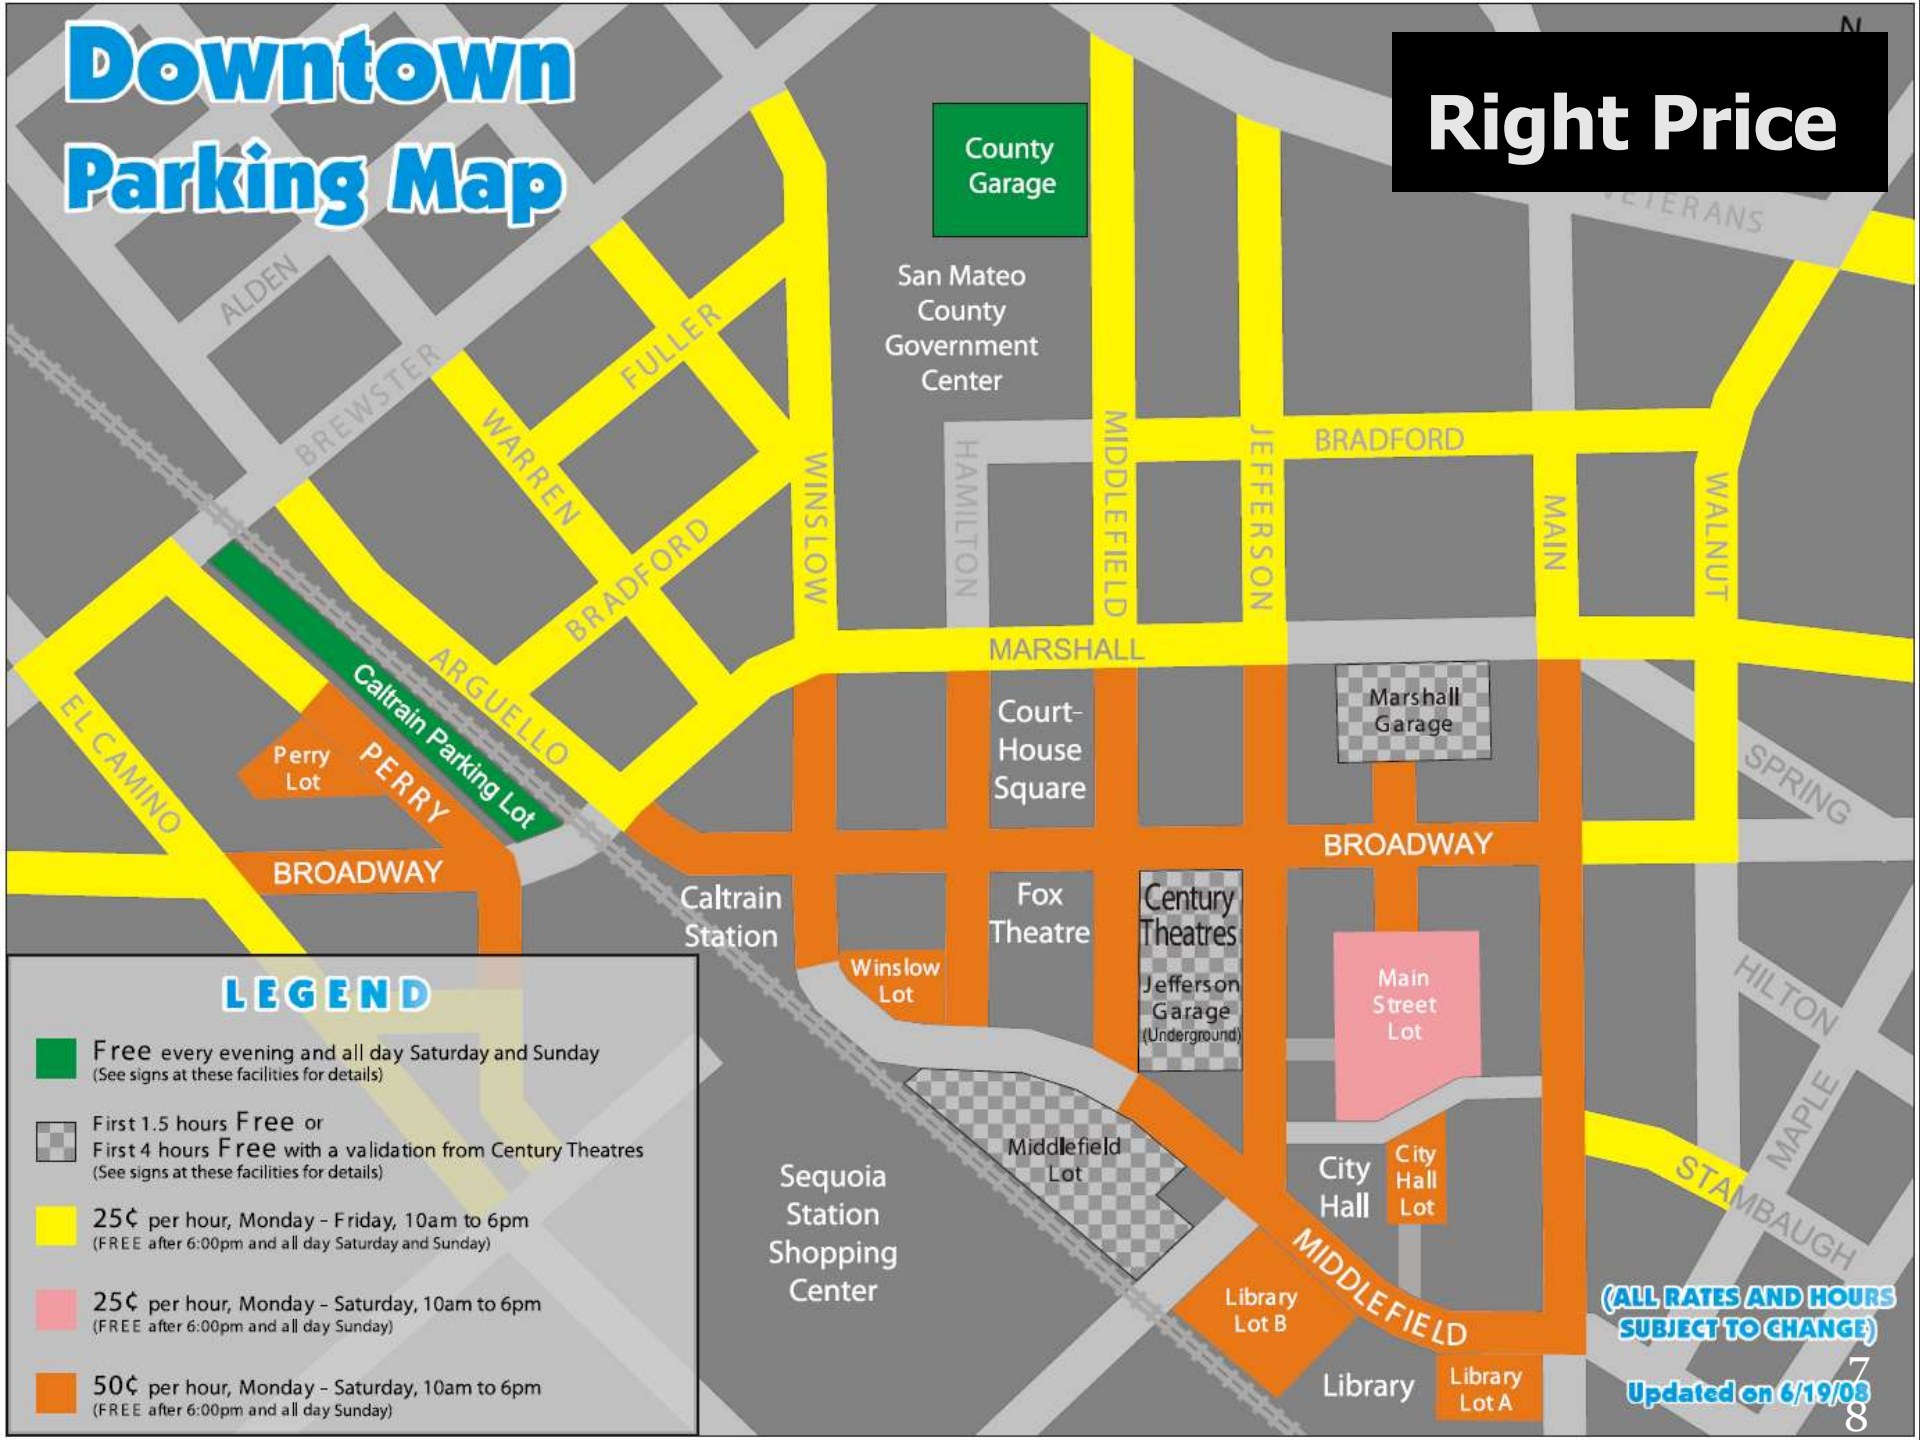 Downtown
Parking Map
N
Right Price
VETERANS
County
Garage
San Mateo
County
Government
Center
ALDEN
BREWSTER
FULLER
WARREN
BRADFORD
WINSLOW
HAMILTON
MIDDLEFIELD
JEFFERSON
BRADFORD
MAIN
WALNUT
MARSHALL
ARGUELLO
Caltrain Parking Lot
EL CAMINO
Perry
Lot
PERRY
BROADWAY
Court-
House
Square
Marshall
Garage
SPRING
BROADWAY
Caltrain
Station
Fox
Theatre
Century
Theatres
Jefferson
Garage
(Underground)
Winslow
Lot
Main
Street
Lot
HILTON
MAPLE
STAMBAUGH
Middlefield
Lot
City
Hall
City
Hall
Lot
Sequoia
Station
Shopping
Center
MIDDLEFIELD
Library
Lot B
Library
Library
Lot A
LEGEND
Free every evening and all day Saturday and Sunday
(See signs at these facilities for details)
First 1.5 hours Free or
First 4 hours Free with a validation from Century Theatres
(See signs at these facilities for details)
25¢ per hour, Monday - Friday, 10am to 6pm
(FREE after 6:00pm and all day Saturday and Sunday)
25¢ per hour, Monday - Saturday, 10am to 6pm
(FREE after 6:00pm and all day Sunday)
50¢ per hour, Monday - Saturday, 10am to 6pm
(FREE after 6:00pm and all day Sunday)
(ALL RATES AND HOURS
SUBJECT TO CHANGE)
Updated on 6/19/08
7
8